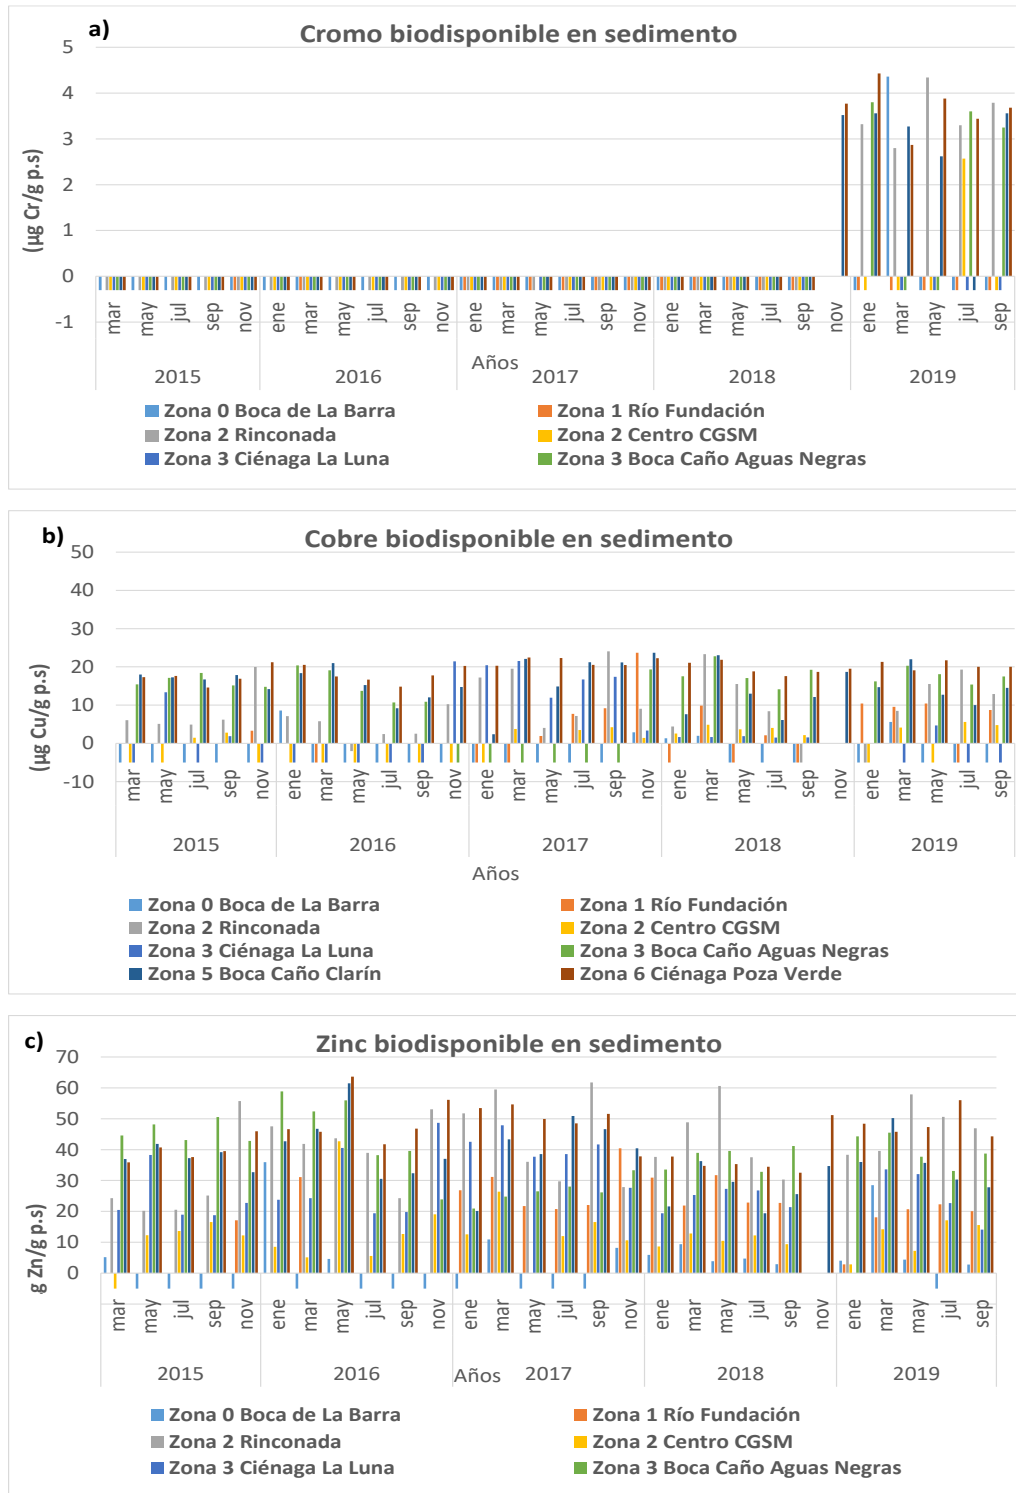 a)
Cromo biodisponible en sedimento
5
4
3
2
1
0
-1
(µg Cr/g p.s)
mar may jul sep nov ene mar may jul sep nov ene mar may jul sep nov ene mar may jul sep nov ene mar may jul sep
Años
2015 2016 2017 2018 2019
Zona 0 Boca de La Barra Zona 1 Río Fundación
Zona 2 Rinconada Zona 2 Centro CGSM
Zona 3 Ciénaga La Luna Zona 3 Boca Caño Aguas Negras
b)
Cobre biodisponible en sedimento
50
40
30
20
10
0
-10
(µg Cu/g p.s)
mar may jul sep nov ene mar may jul sep nov ene mar may jul sep nov ene mar may jul sep nov ene mar may jul sep
2015 2016 2017 2018 2019
Años
Zona 0 Boca de La Barra Zona 1 Río Fundación
Zona 2 Rinconada Zona 2 Centro CGSM
Zona 3 Ciénaga La Luna Zona 3 Boca Caño Aguas Negras
Zona 5 Boca Caño Clarín Zona 6 Ciénaga Poza Verde
c)
Zinc biodisponible en sedimento
70
60
50
40
30
20
10
0
g Zn/g p.s)
mar may jul sep nov ene mar may jul sep nov ene mar may jul sep nov ene mar may jul sep nov ene mar may jul sep
2015 2016 2017 2018 2019
Años
Zona 0 Boca de La Barra Zona 1 Río Fundación
Zona 2 Rinconada Zona 2 Centro CGSM
Zona 3 Ciénaga La Luna Zona 3 Boca Caño Aguas Negras